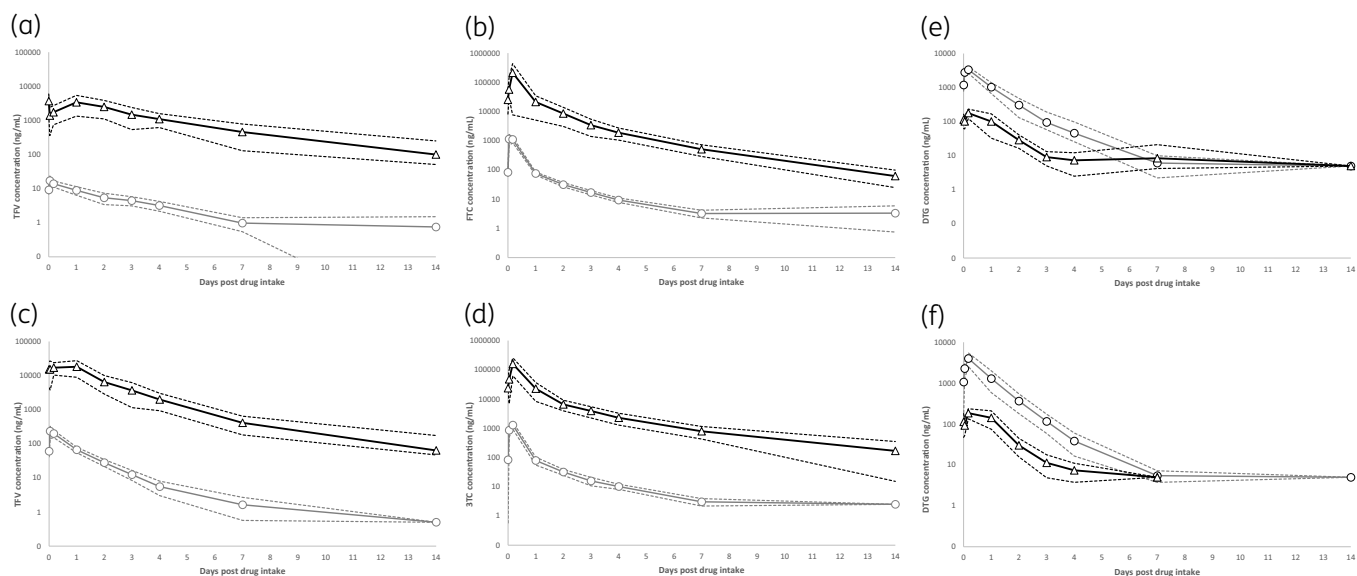 (a)
TFV concentration (ng/mL)
100000
10000
1000
100
10
1
0
0 1 2 3 4 5 6 7 8 9 10 11 12 13 14
Days post drug intake
(b)
FTC concentration (ng/mL)
1000000
100000
10000
1000
100
10
1
0
0 1 2 3 4 5 6 7 8 9 10 11 12 13 14
Days post drug intake
(e)
DTG concentration (ng/mL)
10000
1000
100
10
1
0
0
0 1 2 3 4 5 6 7 8 9 10 11 12 13 14
Days post drug intake
(c)
TFV concentration (ng/mL)
100000
10000
1000
100
10
1
0
0 1 2 3 4 5 6 7 8 9 10 11 12 13 14
Days post drug intake
(d)
3TC concentration (ng/mL)
1000000
100000
10000
1000
100
10
1
0
0 1 2 3 4 5 6 7 8 9 10 11 12 13 14
Days post drug intake
(f)
DTG concentration (ng/mL)
10000
1000
100
10
1
0
0
0 1 2 3 4 5 6 7 8 9 10 11 12 13 14
Days post drug intake